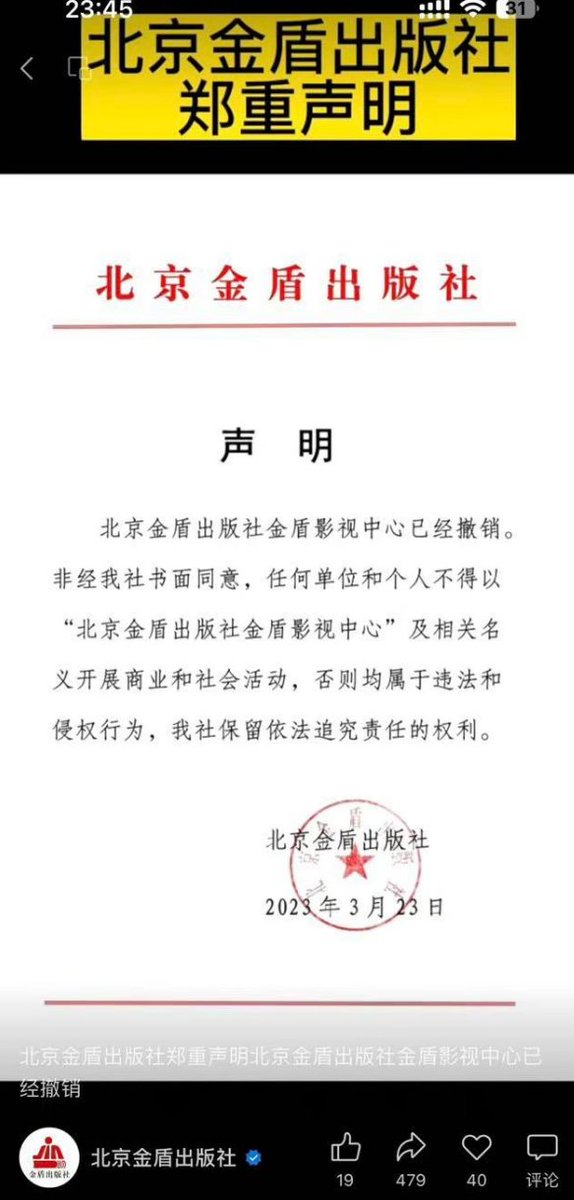 23:45
31
北京金盾出版社
郑重声明
北京金盾出版社
声 明
北京金盾出版社金盾影视中心已经撤销。
非经我社书面同意，任何单位和个人不得以
“北京金盾出版社金盾影视中心”及相关名
义开展商业和社会活动，否则均属于违法和
侵权行为，我社保留依法追究责任的权利。
北京金盾出版社
2023年3月23日
北京金盾出版社郑重声明北京金盾出版社金盾影视中心已
经撤销
金盾出版社
北京金盾出版社
19
479
40
评论